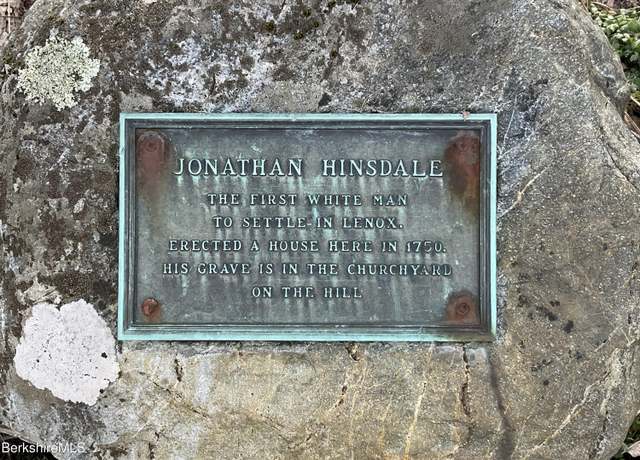 JONATHAN HINSDALE
THE FIRST WHITE MAN
TO SETTLE IN LENOX.
ERECTED A HOUSE HERE IN 1750.
HIS GRAVE IS IN THE CHURCHYARD
ON THE HILL
BerkshireMLS